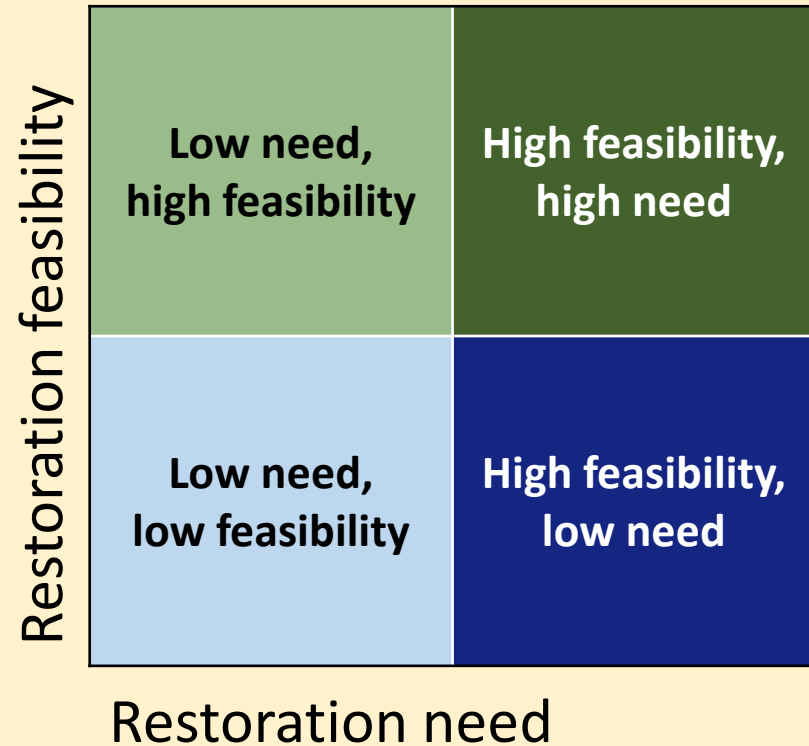 Restoration feasibility
Low need,
high feasibility
High feasibility,
high need
Low need,
low feasibility
High feasibility,
low need
Restoration need